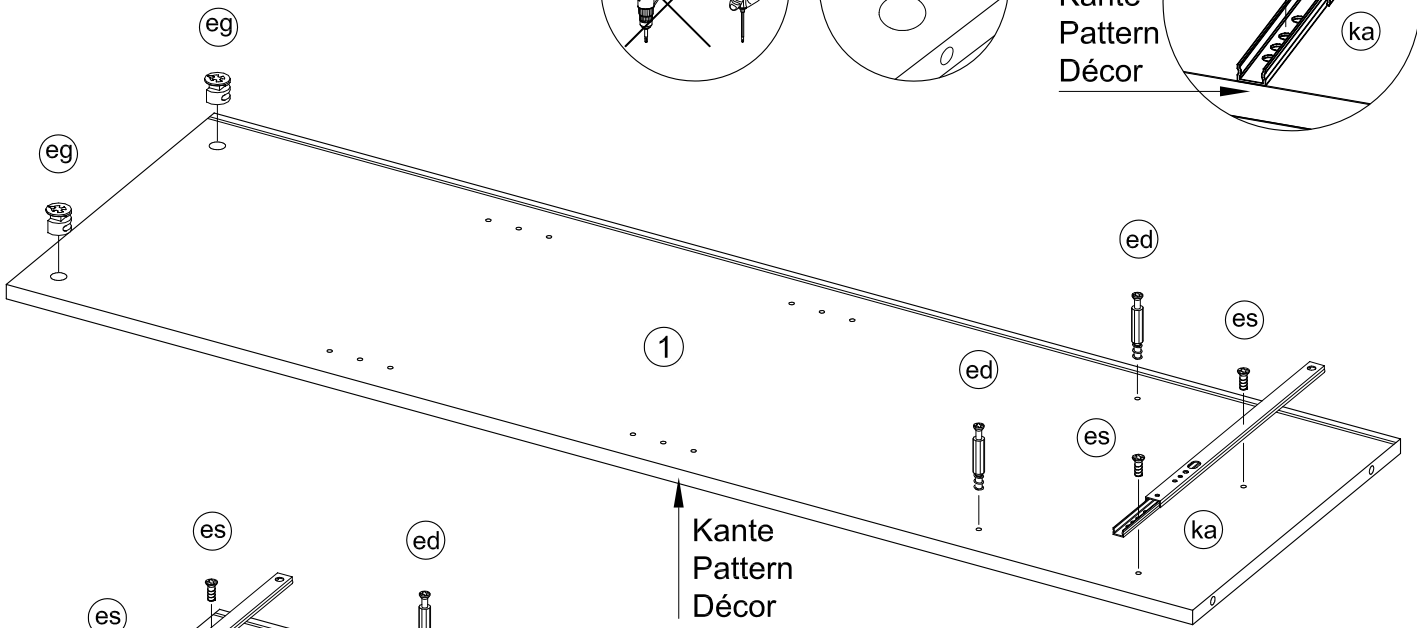 eg
Kante
Pattern
Décor
ka
eg
ed
es
1
ed
es
ka
Kante
Pattern
Décor
es
ed
es